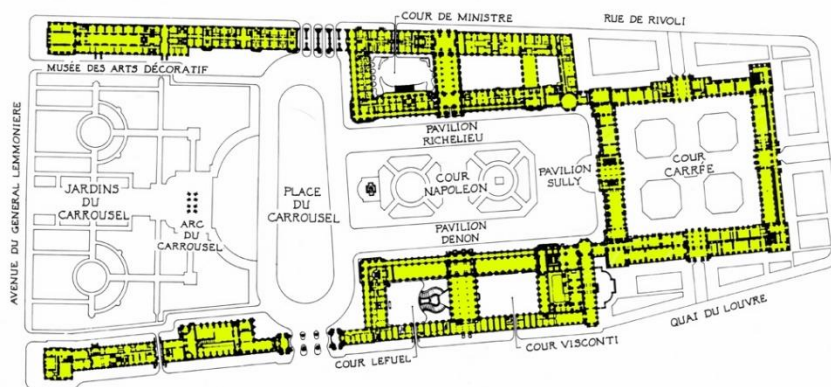 COUR DE MINISTRE
RUE DE RIVOLI
MUSÉE DES ARTS DÉCORATIF
AVENUE DU GENERAL LEMMONIERE
JARDINS
DU
CARROUSEL
ARC
DU
CARROUSEL
PLACE
DU
CARROUSEL
PAVILION
RICHELIEU
COUR
NAPOLEON
PAVILION
SULLY
COUR
CARRÉE
PAVILION
DENON
COUR LEFUEL
COUR VISCONTI
QUAI DU LOUVRE